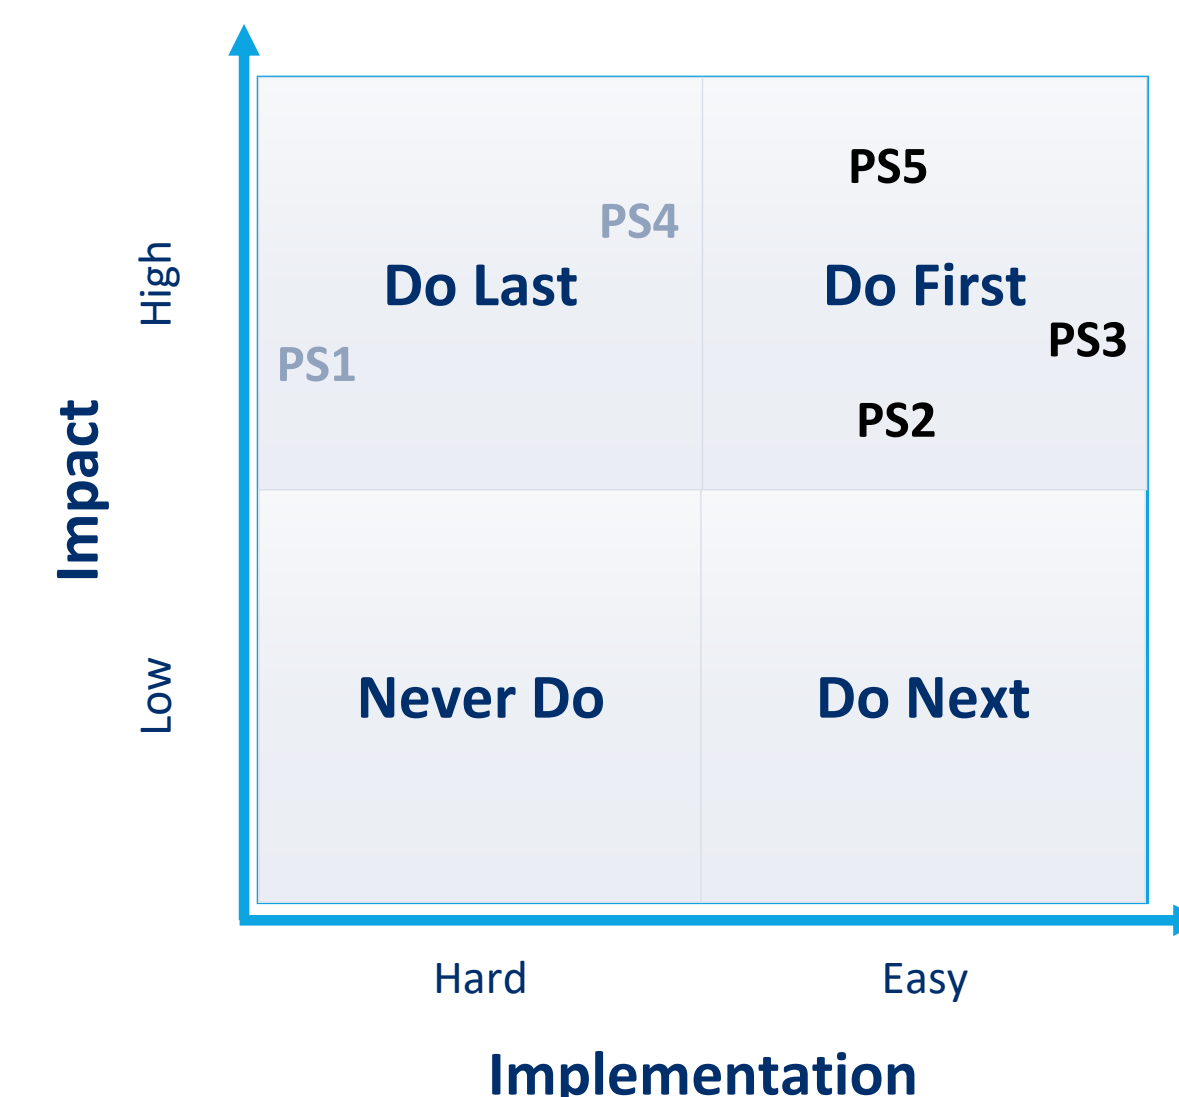 PS5
PS4
High
Do Last
Do First
PS3
PS1
PS2
Impact
Low
Never Do
Do Next
Hard
Easy
Implementation